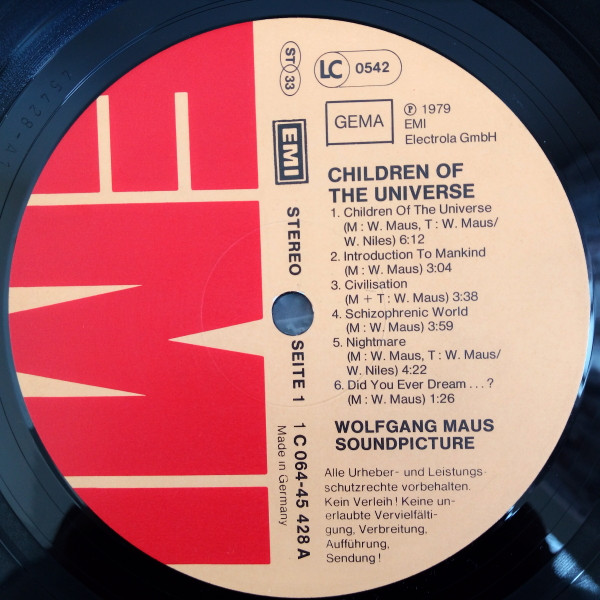 ST 33
LC 0542
GEMA
℗ 1979
EMI
Electrola GmbH
EMI
CHILDREN OF
THE UNIVERSE
1. Children Of The Universe
(M : W. Maus, T : W. Maus/
W. Niles) 6:12
2. Introduction To Mankind
(M : W. Maus) 3:04
3. Civilisation
(M + T : W. Maus) 3:38
4. Schizophrenic World
(M : W. Maus) 3:59
5. Nightmare
(M : W. Maus, T : W. Maus/
W. Niles) 4:22
6. Did You Ever Dream . . . ?
(M : W. Maus) 1:26
WOLFGANG MAUS
SOUNDPICTURE
Alle Urheber- und Leistungs-
schutzrechte vorbehalten.
Kein Verleih! Keine un-
erlaubte Vervielfälti-
gung, Verbreitung,
Aufführung,
Sendung!
STEREO SEITE 1 1 C 064-45 428 A
Made in Germany
EMI